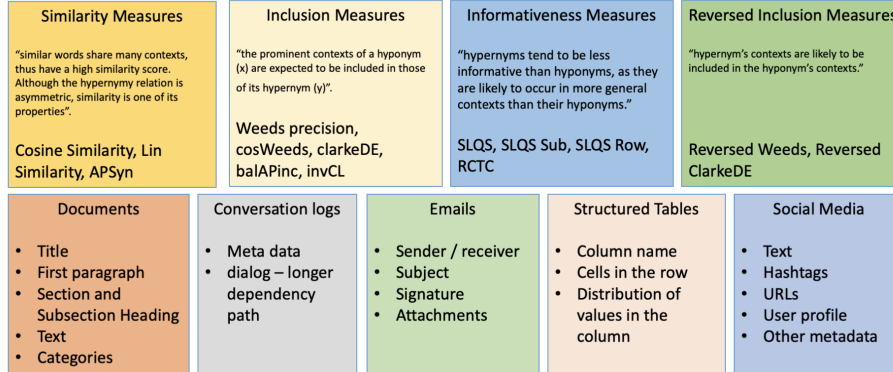 Similarity Measures
“similar words share many contexts,
thus have a high similarity score.
Although the hypernymy relation is
asymmetric, similarity is one of its
properties”.
Cosine Similarity, Lin
Similarity, APSyn
Inclusion Measures
“the prominent contexts of a hyponym
(x) are expected to be included in those
of its hypernym (y)”.
Weeds precision,
cosWeeds, clarkeDE,
balAPinc, invCL
Informativeness Measures
“hypernyms tend to be less
informative than hyponyms, as they
are likely to occur in more general
contexts than their hyponyms.”
SLQS, SLQS Sub, SLQS Row,
RCTC
Reversed Inclusion Measures
“hypernym’s contexts are likely to be
included in the hyponym’s contexts.”
Reversed Weeds, Reversed
ClarkeDE
Documents
• Title
• First paragraph
• Section and
Subsection Heading
• Text
• Categories
Conversation logs
• Meta data
• dialog – longer
dependency
path
Emails
• Sender / receiver
• Subject
• Signature
• Attachments
Structured Tables
• Column name
• Cells in the row
• Distribution of
values in the
column
Social Media
• Text
• Hashtags
• URLs
• User profile
• Other metadata